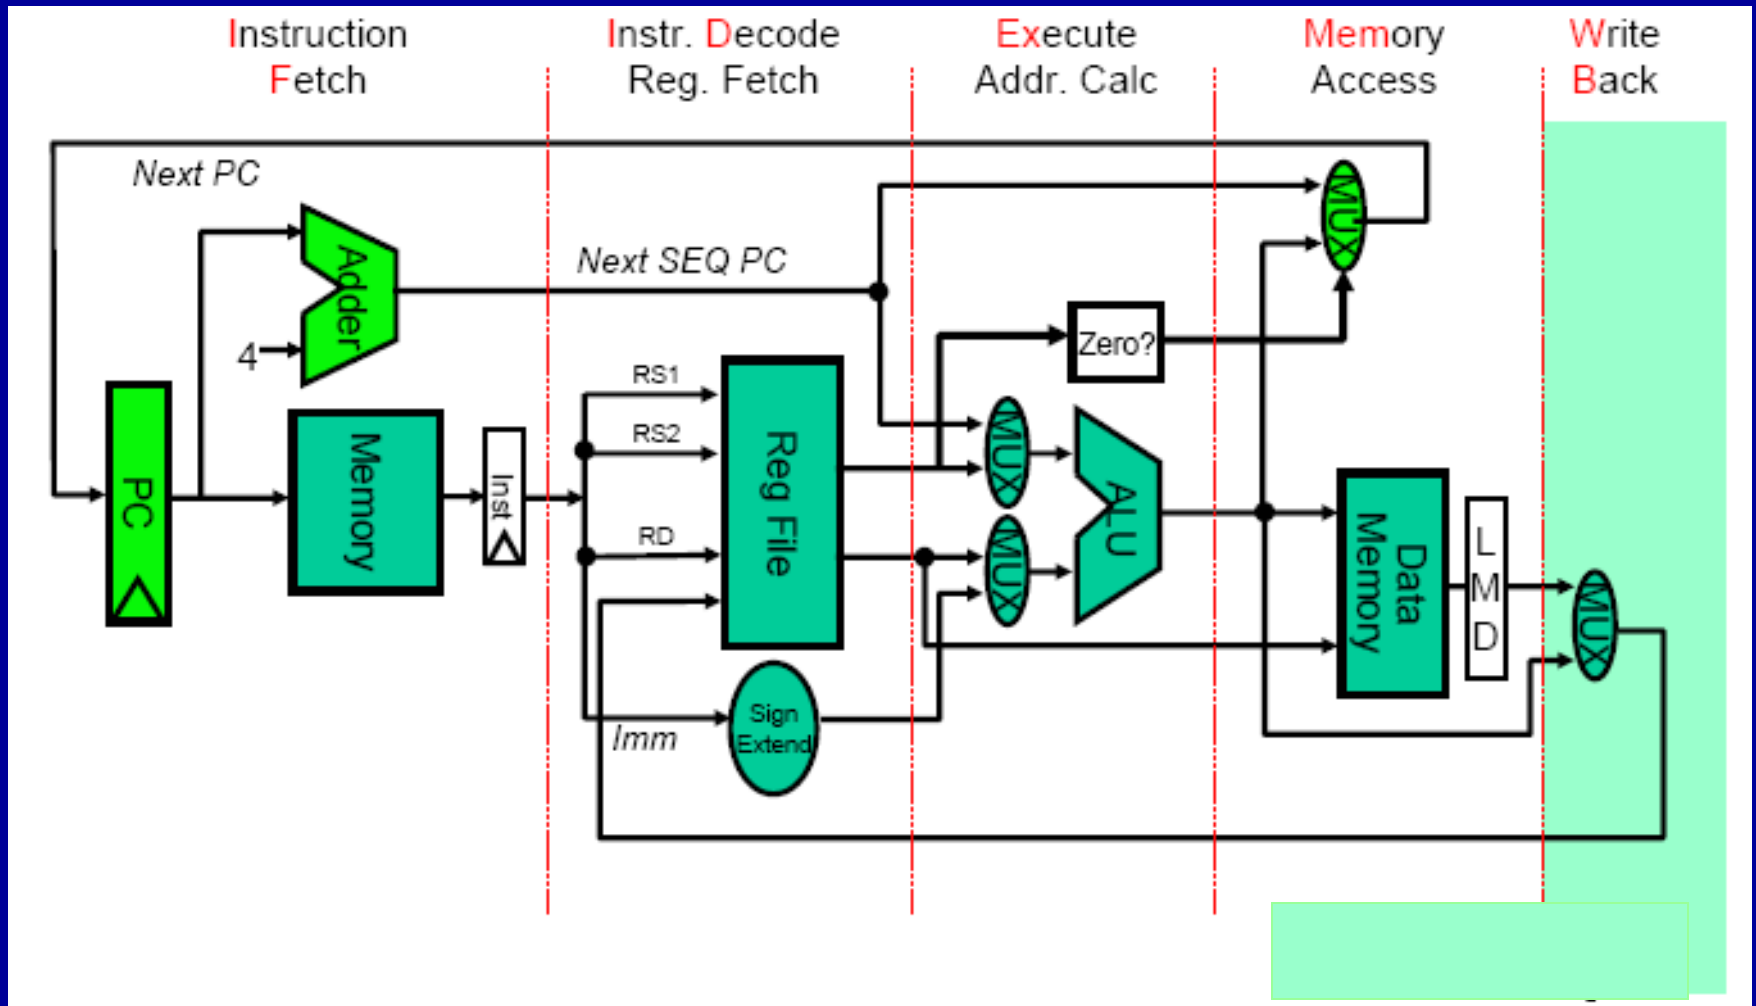 Instruction
Fetch
Instr. Decode
Reg. Fetch
Execute
Addr. Calc
Memory
Access
Write
Back
Next PC
Adder
4
Next SEQ PC
MUX
Zero?
PC
Memory
Inst
RS1
RS2
RD
Reg File
Imm
Sign
Extend
MUX
MUX
ALU
Data
Memory
L
M
D
MUX